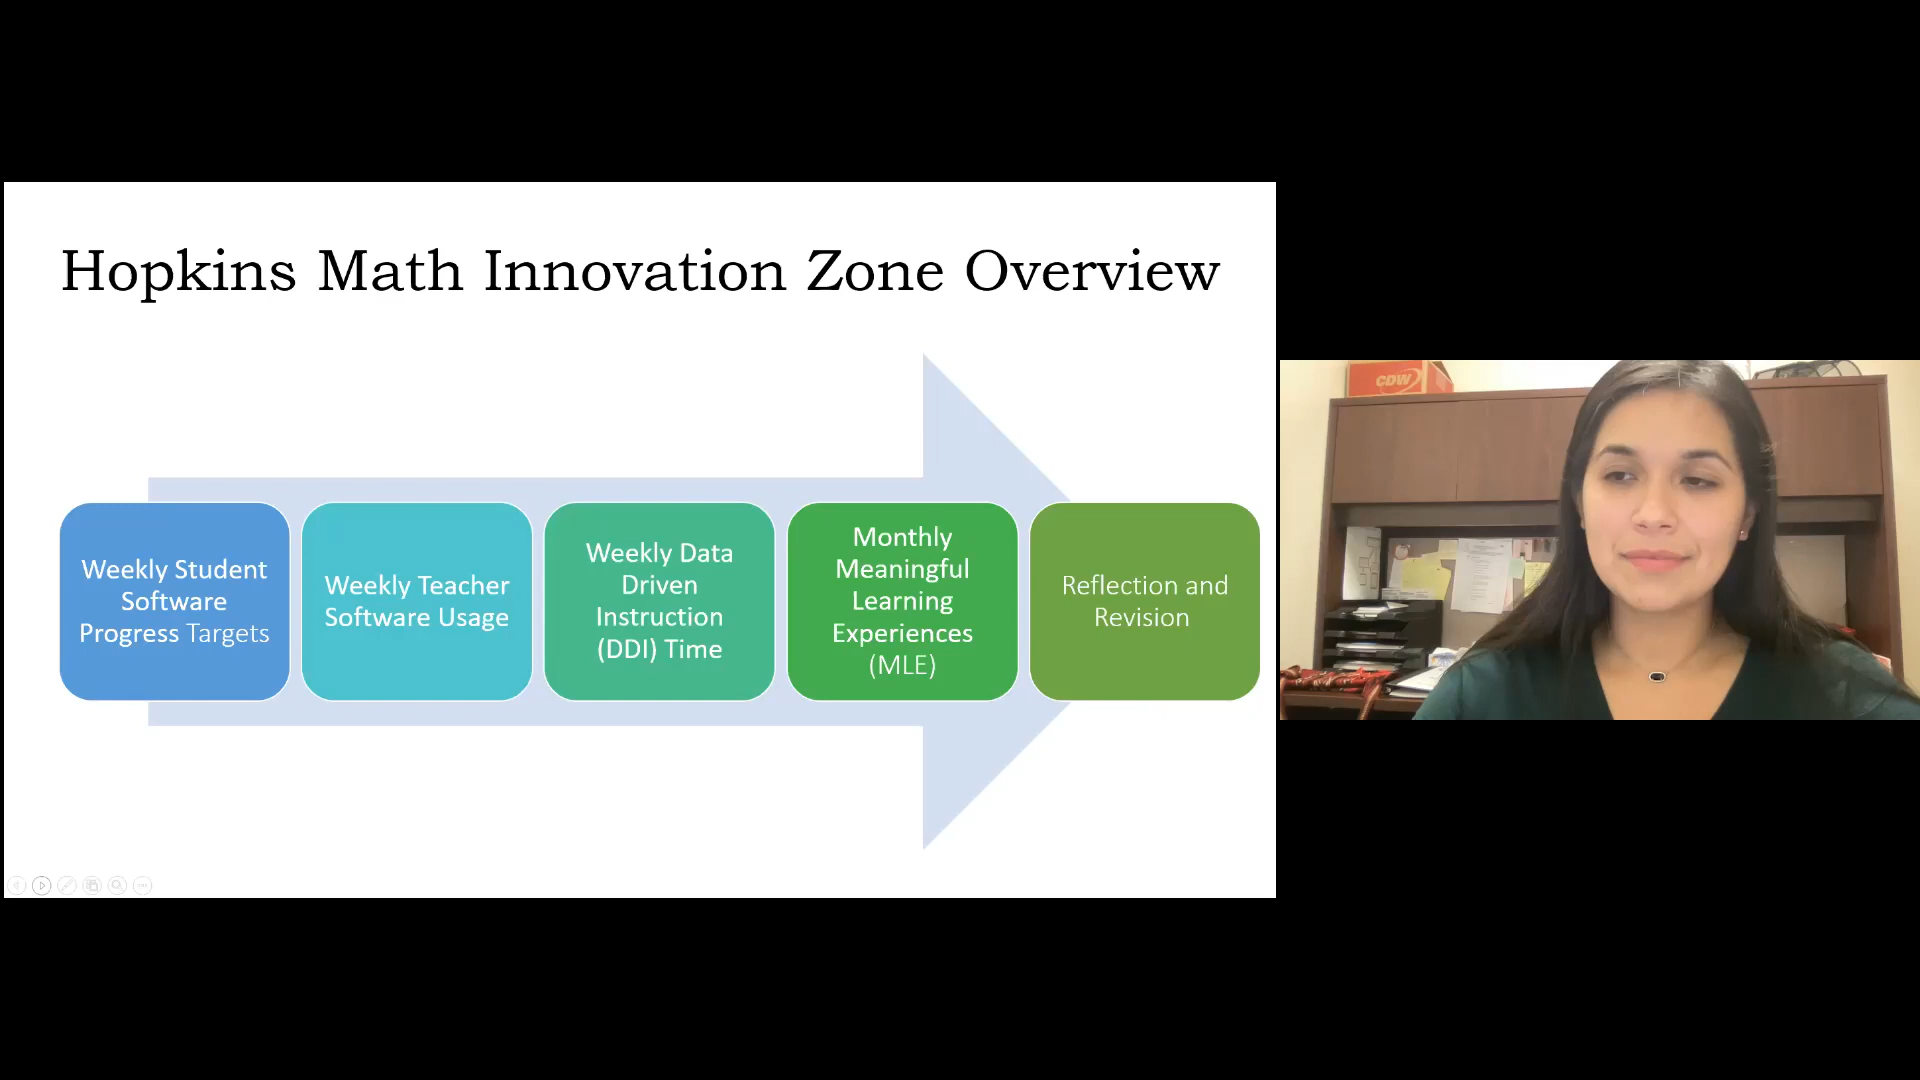 Hopkins Math Innovation Zone Overview
Weekly Student
Software
Progress Targets
Weekly Teacher
Software Usage
Weekly Data
Driven
Instruction
(DDI) Time
Monthly
Meaningful
Learning
Experiences
(MLE)
Reflection and
Revision
CDW